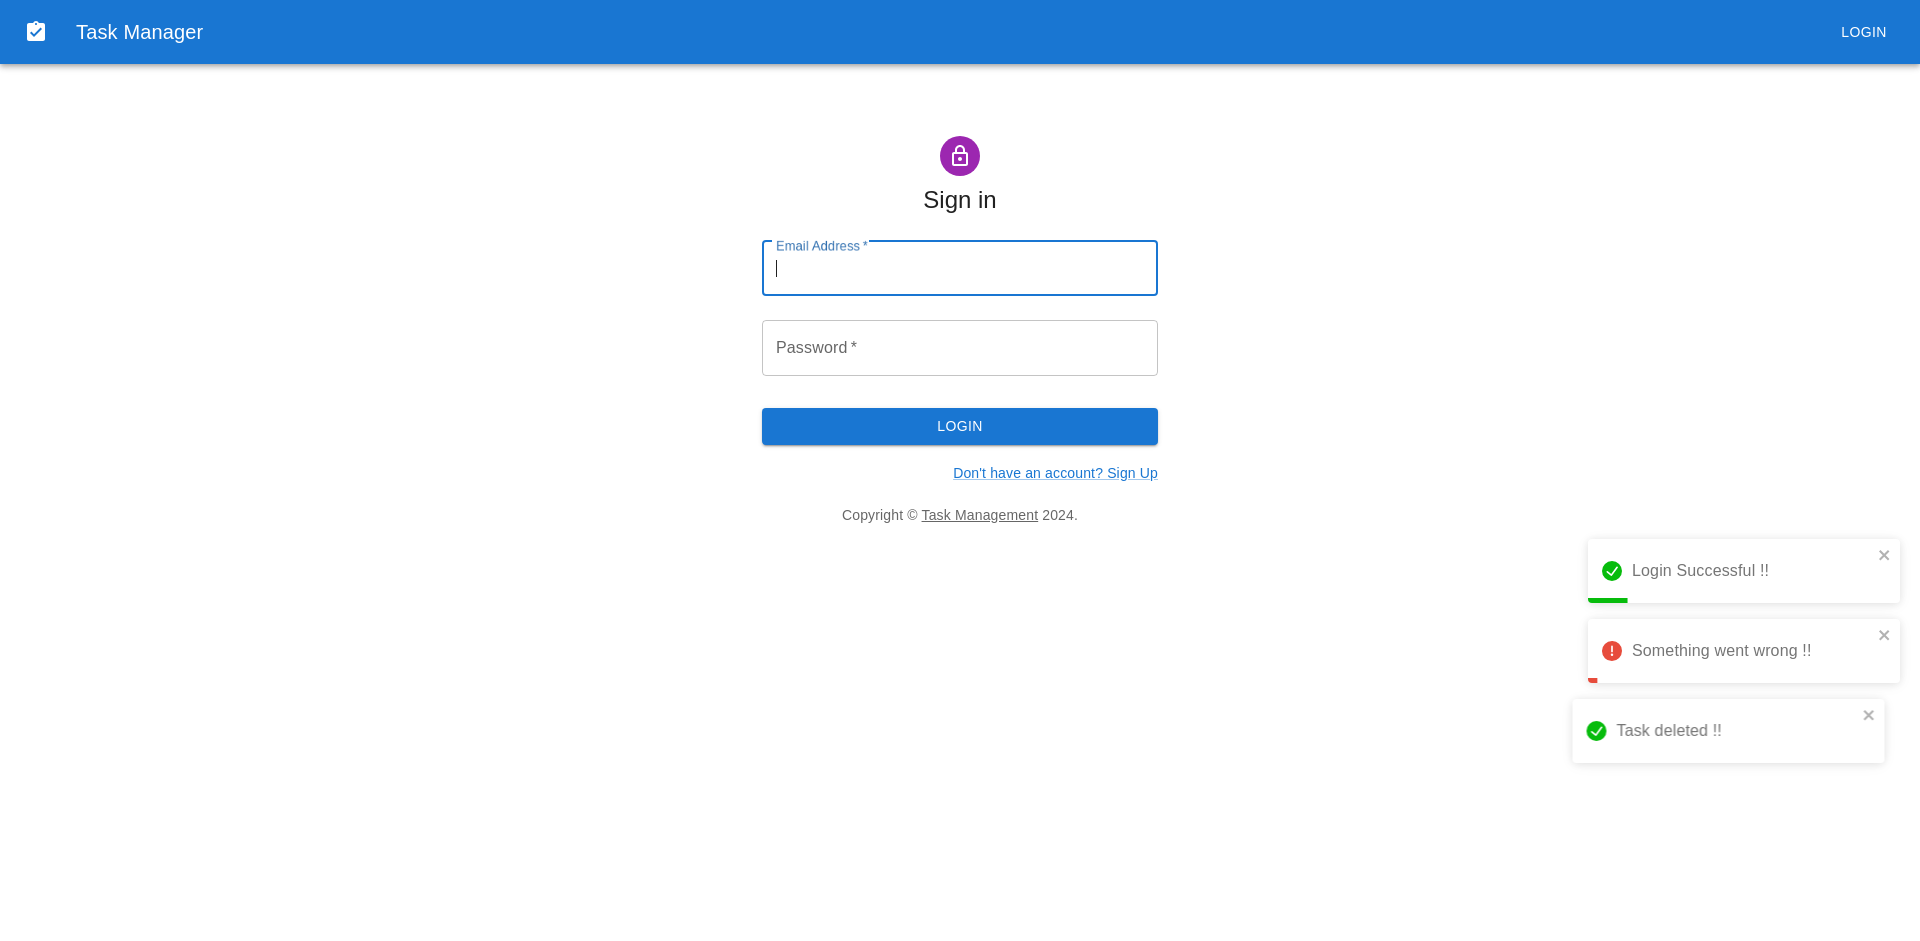 Task Manager
LOGIN
Sign in
Email Address *
Password *
LOGIN
Don't have an account? Sign Up
Copyright © Task Management 2024.
Login Successful !!
Something went wrong !!
Task deleted !!